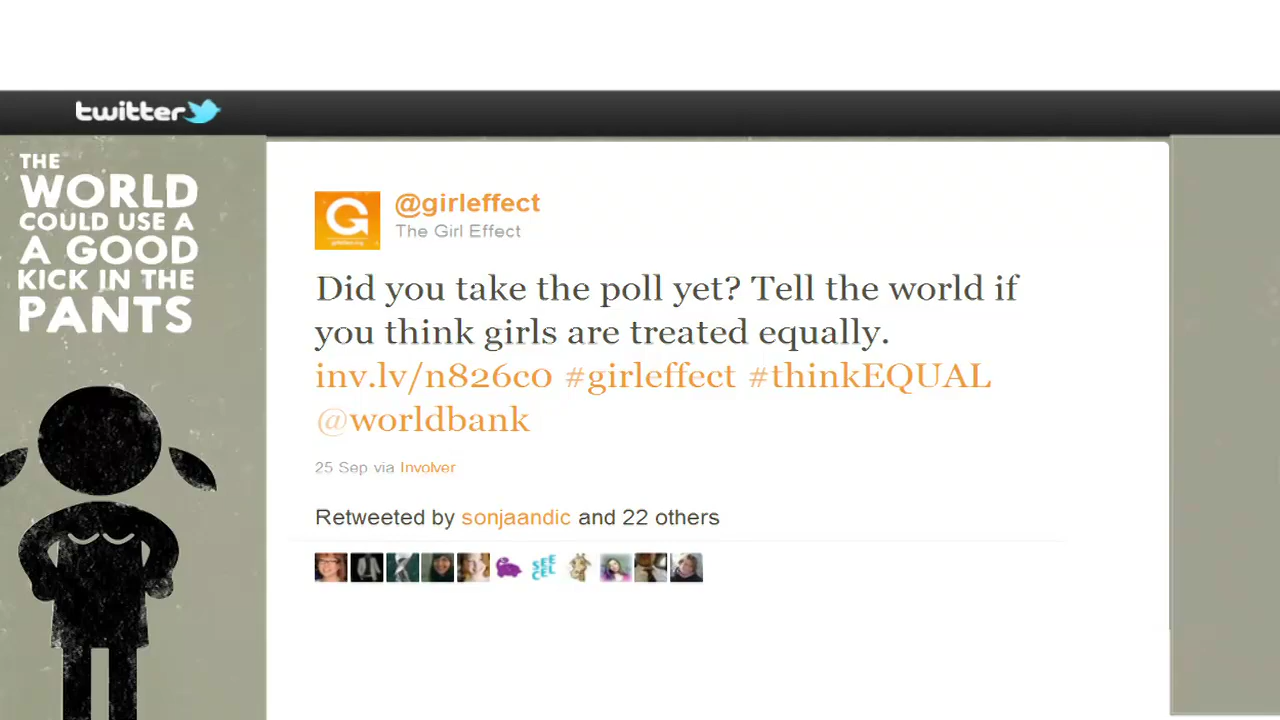 twitter
THE
WORLD
COULD USE A
A GOOD
KICK IN THE
PANTS
@girleffect
The Girl Effect
Did you take the poll yet? Tell the world if
you think girls are treated equally.
inv.lv/n826c0 #girleffect #thinkEQUAL
@worldbank
25 Sep via Involver
Retweeted by sonjaandic and 22 others
SEE
CEL